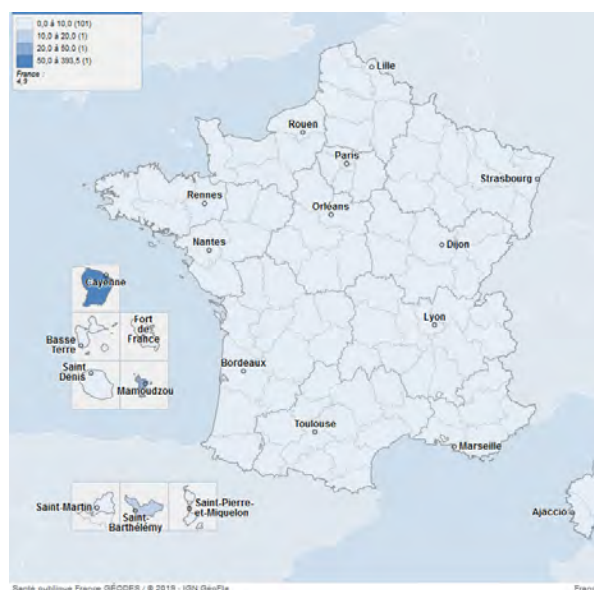 0,0 à 10,0 (101)
10,0 à 20,0 (1)
20,0 à 50,0 (1)
50,0 à 393,5 (1)
France :
4,9
Lille
Rouen
Paris
Strasbourg
Rennes
Orléans
Nantes
Dijon
Cayenne
Lyon
Fort
de
France
Basse
Terre
Bordeaux
Saint
Denis
Mamoudzou
Toulouse
Marseille
Saint-Martin
Saint-
Barthélémy
Saint-Pierre-
et-Miquelon
Ajaccio
Santé publique France GÉODES / © 2019 - IGN GéoFla
Franc